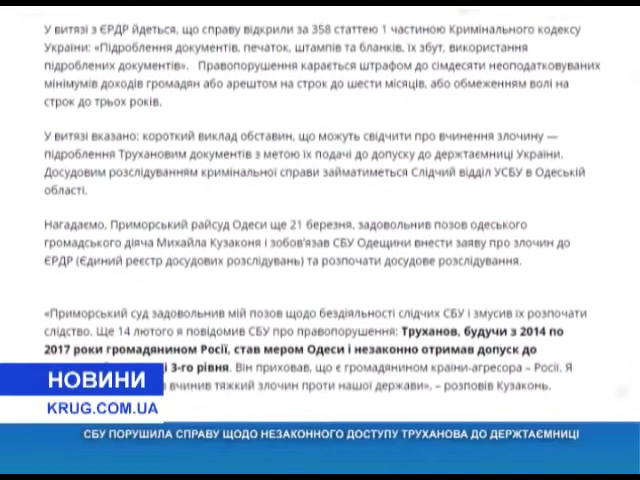 У витязі з ЄРДР йдеться, що справу відкрили за 358 статтею 1 частиною Кримінального кодексу
України: «Підроблення документів, печаток, штампів та бланків, їх збут, використання
підроблених документів».   Правопорушення карається штрафом до сімдесяти неоподатковуваних
мінімумів доходів громадян або арештом на строк до шести місяців, або обмеженням волі на
строк до трьох років.
У витязі вказано: короткий виклад обставин, що можуть свідчити про вчинення злочину —
підроблення Трухановим документів з метою їх подачі до допуску до держтаємниці України.
Досудовим розслідуванням кримінальної справи займатиметься Слідчий відділ УСБУ в Одеській
області.
Нагадаємо, Приморський райсуд Одеси ще 21 березня, задовольнив позов одеського
громадського діяча Михайла Кузаконя і зобов'язав СБУ Одещини внести заяву про злочин до
ЄРДР (Єдиний реєстр досудових розслідувань) та розпочати досудове розслідування.
«Приморський суд задовольнив мій позов щодо бездіяльності слідчих СБУ і змусив їх розпочати
слідство. Ще 14 лютого я повідомив СБУ про правопорушення: Труханов, будучи з 2014 по
2017 роки громадянином Росії, став мером Одеси і незаконно отримав допуск до
і 3-го рівня. Він приховав, що є громадянином країни-агресора – Росії. Я
вчинив тяжкий злочин проти нашої держави», – розповів Кузаконь.
НОВИНИ
KRUG.COM.UA
СБУ ПОРУШИЛА СПРАВУ ЩОДО НЕЗАКОННОГО ДОСТУПУ ТРУХАНОВА ДО ДЕРЖТАЄМНИЦІ